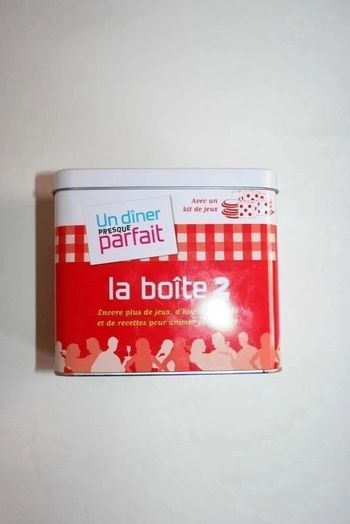 Avec un
kit de jeux
Un dîner
PRESQUE
parfait
la boîte 2
Encore plus de jeux,
et de recettes pour animer